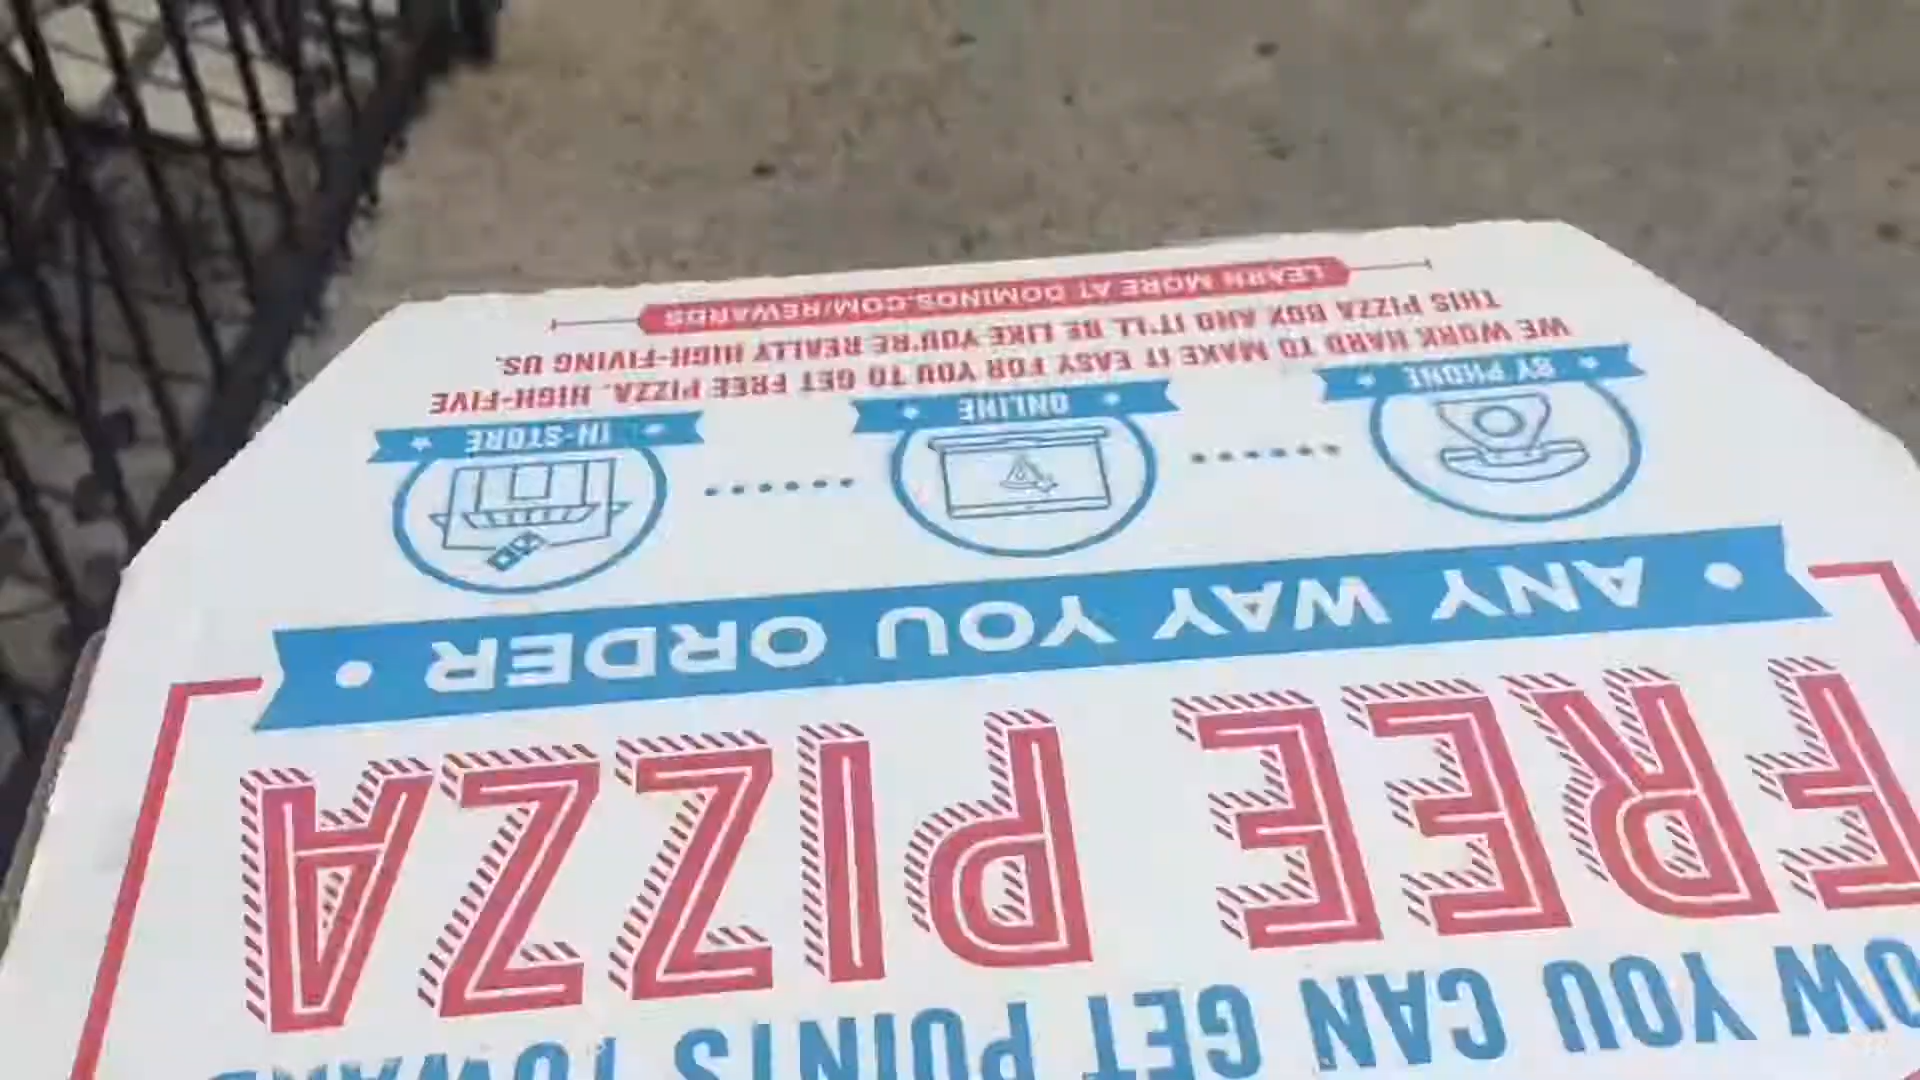 OW YOU CAN GET POINTS TOWARD
FREE PIZZA
• ANY WAY YOU ORDER •
BY PHONE
ONLINE
IN-STORE
WE WORK HARD TO MAKE IT EASY FOR YOU TO GET FREE PIZZA. HIGH-FIVE
THIS PIZZA BOX AND IT'LL BE LIKE YOU'RE REALLY HIGH-FIVING US.
LEARN MORE AT DOMINOS.COM/REWARDS